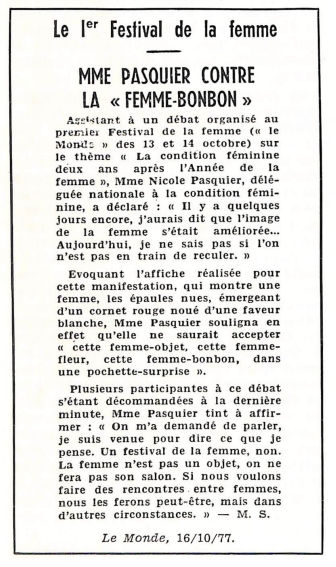 Le Iᵉʳ Festival de la femme
MME PASQUIER CONTRE
LA « FEMME-BONBON »
Assistant à un débat organisé au
premier Festival de la femme (« le
Monde » des 13 et 14 octobre) sur
le thème « La condition féminine
deux ans après l'Année de la
femme », Mme Nicole Pasquier, délé-
guée nationale à la condition fémi-
nine, a déclaré : « Il y a quelques
jours encore, j'aurais dit que l'image
de la femme s'était améliorée...
Aujourd'hui, je ne sais pas si l'on
n'est pas en train de reculer. »
Evoquant l'affiche réalisée pour
cette manifestation, qui montre une
femme, les épaules nues, émergeant
d'un cornet rouge noué d'une faveur
blanche, Mme Pasquier souligna en
effet qu'elle ne saurait accepter
« cette femme-objet, cette femme-
fleur, cette femme-bonbon, dans
une pochette-surprise ».
Plusieurs participantes à ce débat
s'étant décommandées à la dernière
minute, Mme Pasquier tint à affir-
mer : « On m'a demandé de parler,
je suis venue pour dire ce que je
pense. Un festival de la femme, non.
La femme n'est pas un objet, on ne
fera pas son salon. Si nous voulons
faire des rencontres entre femmes,
nous les ferons peut-être, mais dans
d'autres circonstances. » — M. S.
Le Monde, 16/10/77.